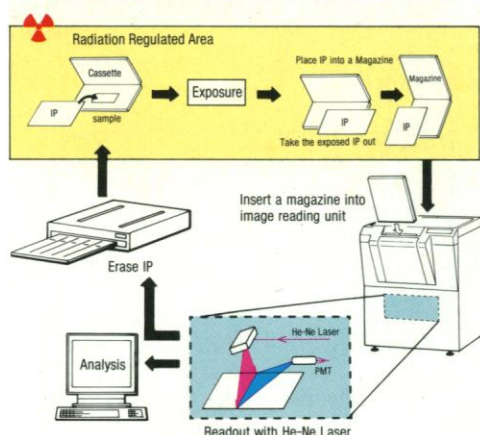 Radiation Regulated Area
Cassette
IP
sample
Exposure
Place IP into a Magazine
IP
Take the exposed IP out
Magazine
IP
Insert a magazine into
image reading unit
Erase IP
Analysis
He-Ne Laser
PMT
Readout with He-Ne Laser